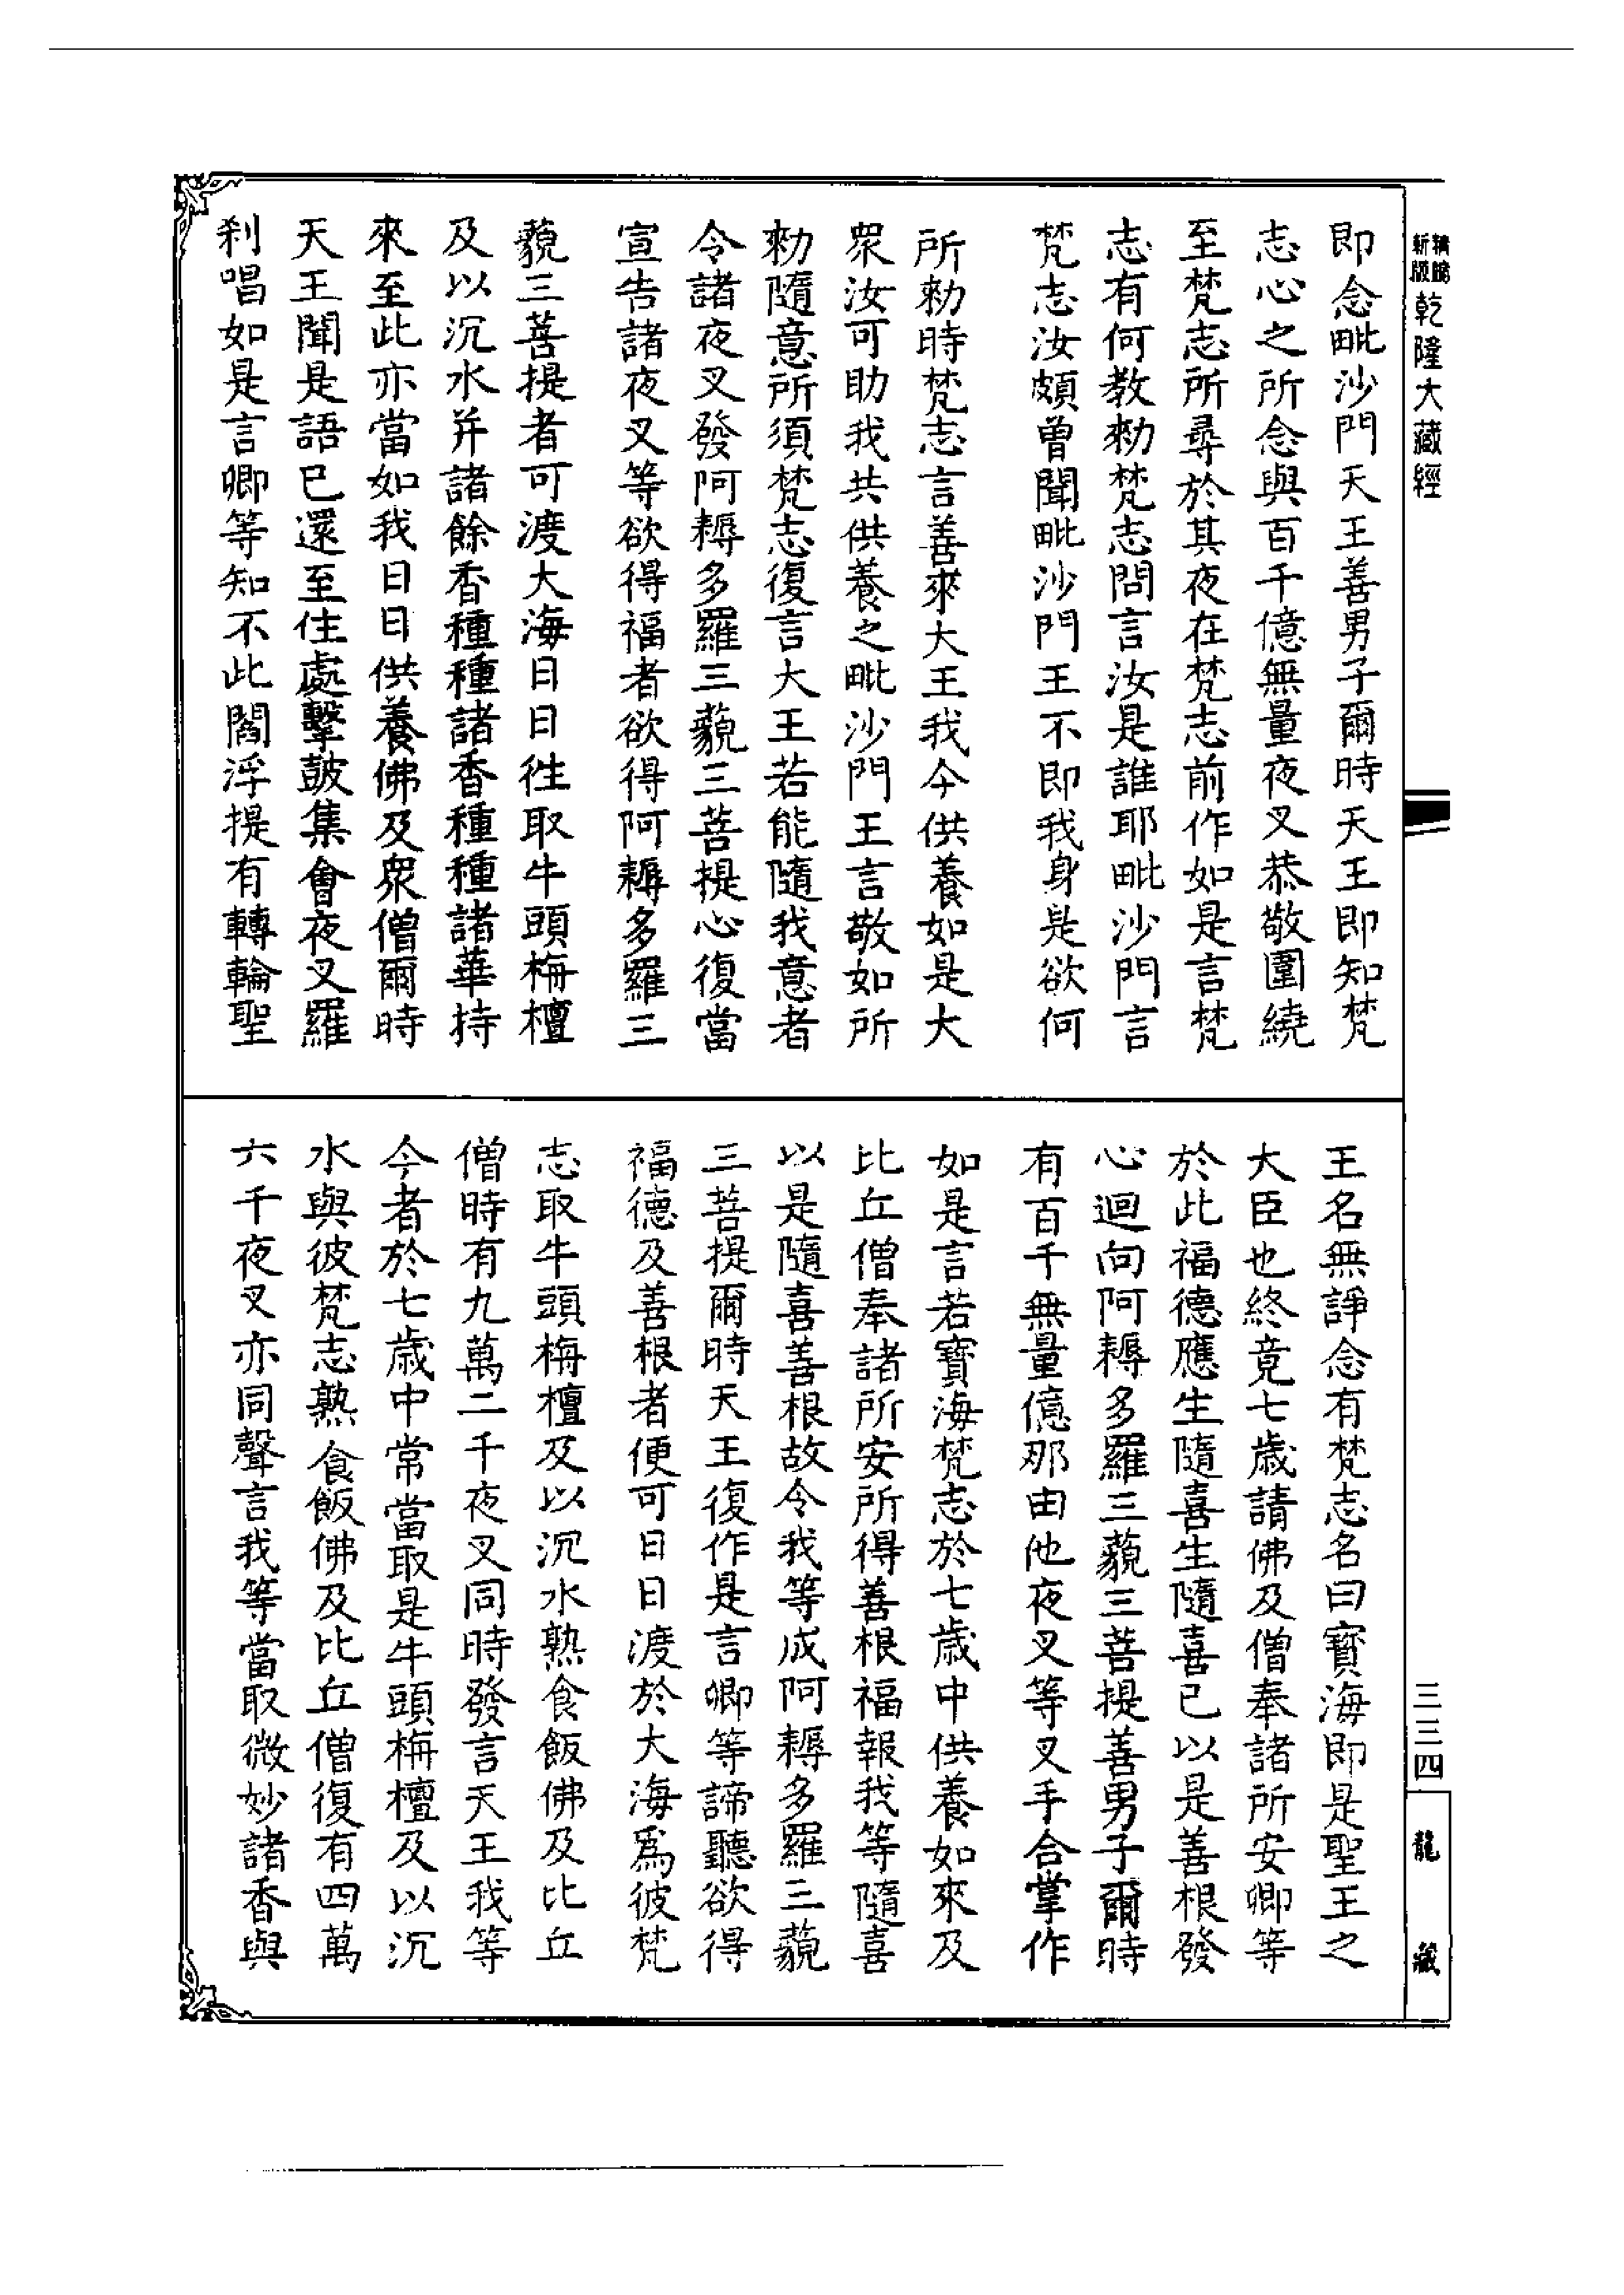 精雕新版乾隆大藏經
即念毗沙門天王善男子爾時天王即知梵
志心之所念與百千億無量夜叉恭敬圍繞
至梵志所尋於其夜在梵志前作如是言梵
志有何教勑梵志問言汝是誰耶毗沙門言
梵志汝頗曾聞毗沙門王不即我身是欲何
所勑時梵志言善來大王我今供養如是大
眾汝可助我共供養之毗沙門王言敬如所
勑隨意所須梵志復言大王若能隨我意者
令諸夜叉發阿耨多羅三藐三菩提心復當
宣告諸夜叉等欲得福者欲得阿耨多羅三
藐三菩提者可渡大海日日往取牛頭栴檀
及以沉水并諸餘香種種諸香種種諸華持
來至此亦當如我日日供養佛及眾僧爾時
天王聞是語已還至住處擊鼓集會夜叉羅
剎唱如是言卿等知不此閻浮提有轉輪聖
王名無諍念有梵志名曰寶海即是聖王之
大臣也終竟七歲請佛及僧奉諸所安卿等
於此福德應生隨喜生隨喜已以是善根發
心迴向阿耨多羅三藐三菩提善男子爾時
有百千無量億那由他夜叉等叉手合掌作
如是言若寶海梵志於七歲中供養如來及
比丘僧奉諸所安所得善根福報我等隨喜
以是隨喜善根故令我等成阿耨多羅三藐
三菩提爾時天王復作是言卿等諦聽欲得
福德及善根者便可日日渡於大海為彼梵
志取牛頭栴檀及以沉水熟食飯佛及比丘
僧時有九萬二千夜叉同時發言天王我等
今者於七歲中常當取是牛頭栴檀及以沉
水與彼梵志熟食飯佛及比丘僧復有四萬
六千夜叉亦同聲言我等當取微妙諸香與
三三四
龍藏